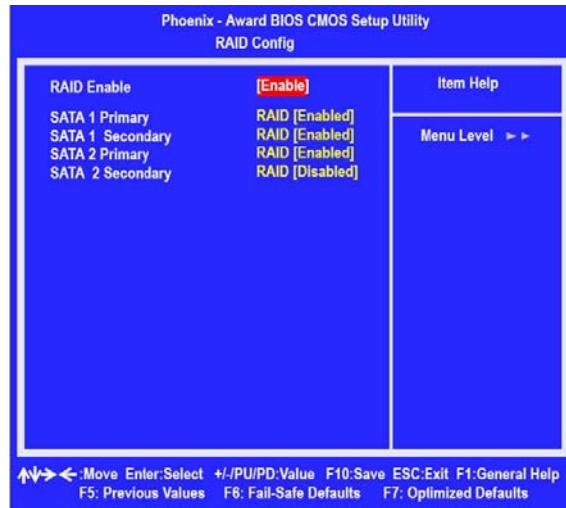 Phoenix - Award BIOS CMOS Setup Utility
RAID Config
RAID Enable [Enable]
SATA 1 Primary RAID [Enabled]
SATA 1 Secondary RAID [Enabled]
SATA 2 Primary RAID [Enabled]
SATA 2 Secondary RAID [Disabled]
Item Help
Menu Level ►►
↑↓→←:Move Enter:Select +/-/PU/PD:Value F10:Save ESC:Exit F1:General Help
F5: Previous Values F6: Fail-Safe Defaults F7: Optimized Defaults